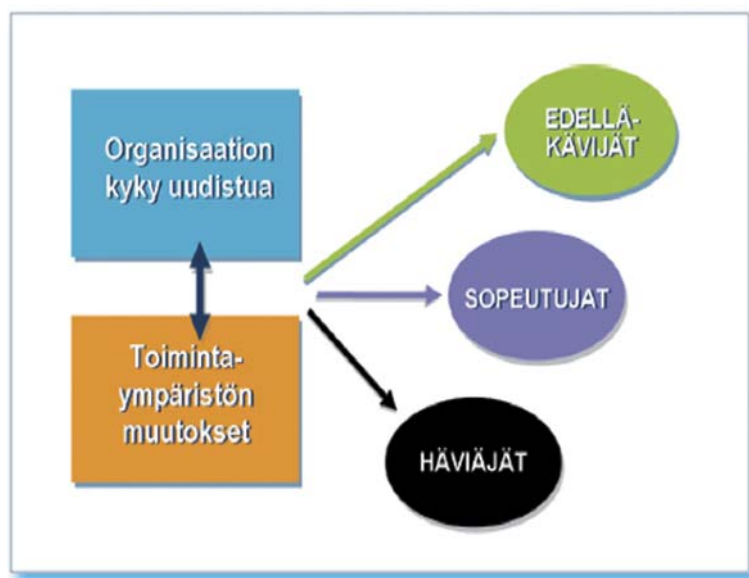 Organisaation
kyky uudistua
Toiminta-
ympäristön
muutokset
EDELLÄ-
KÄVIJÄT
SOPEUTUJAT
HÄVIÄJÄT